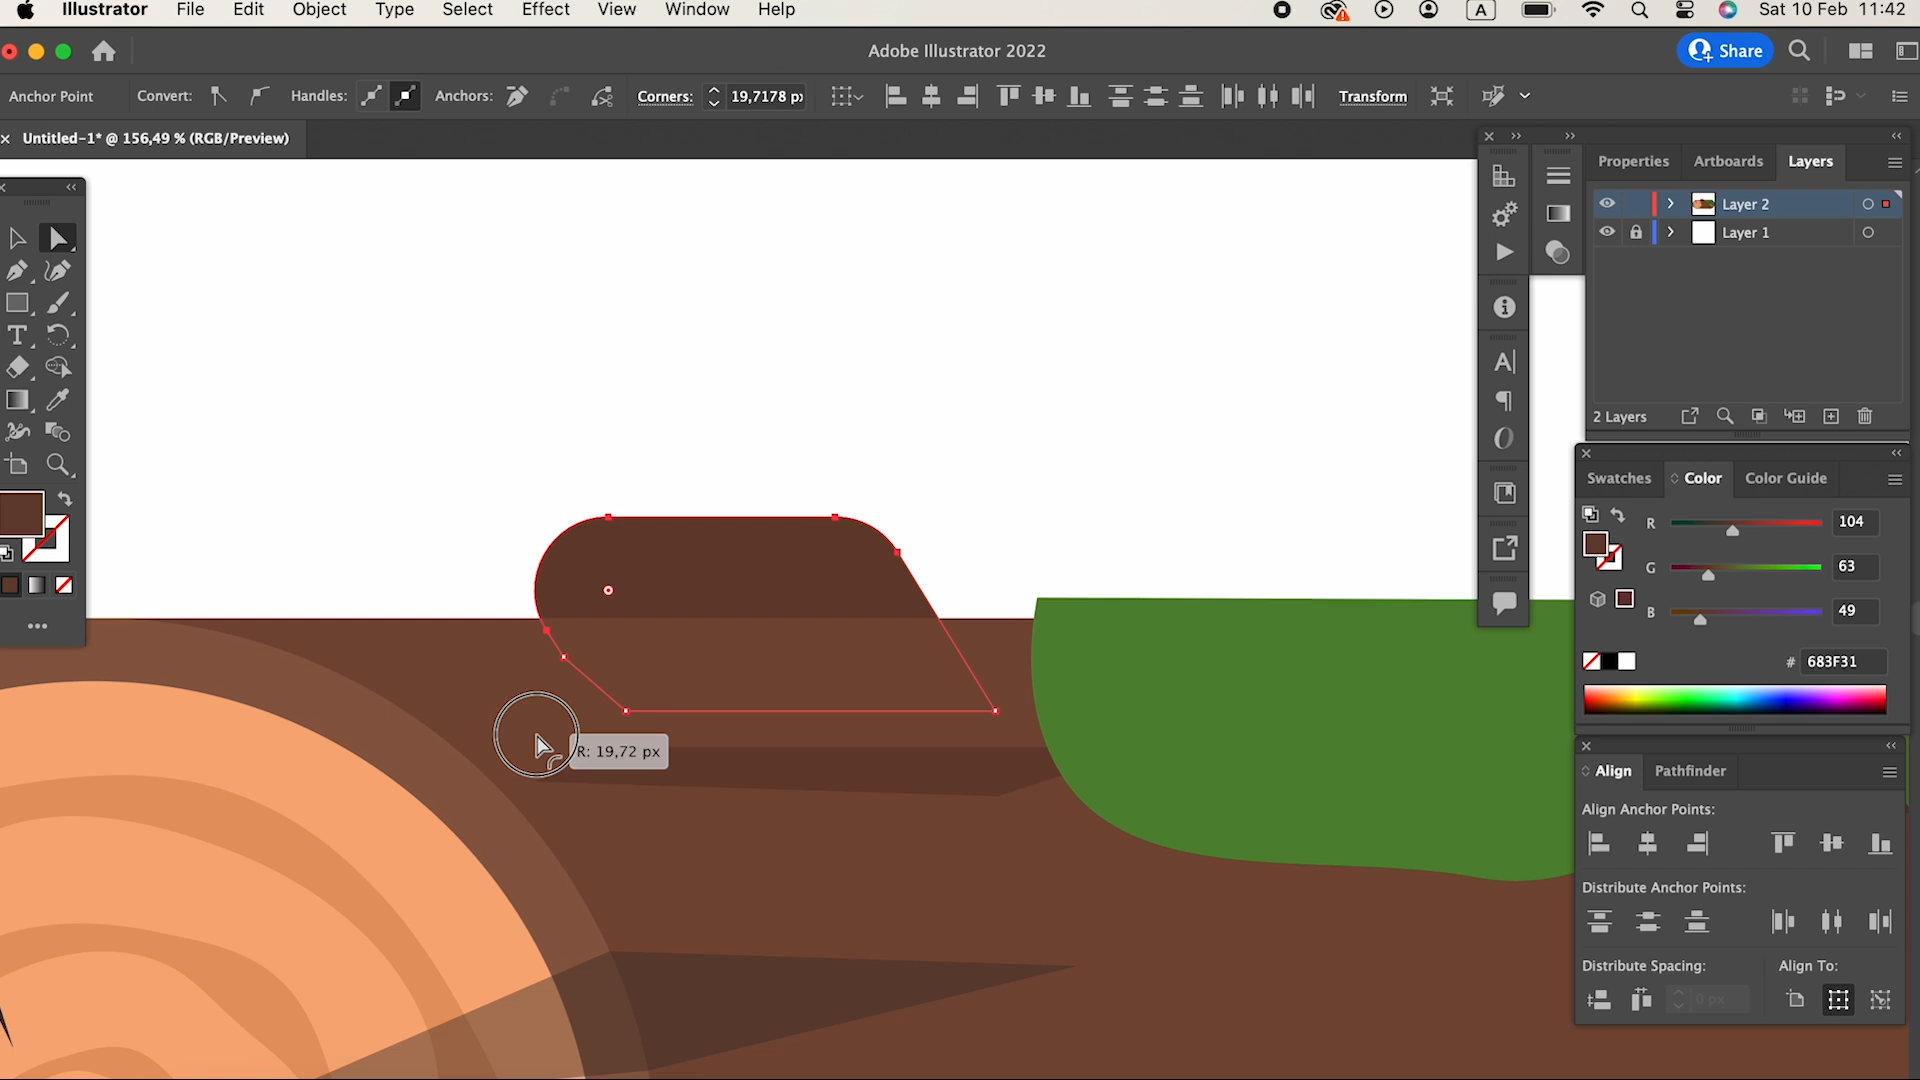 Illustrator File Edit Object Type Select Effect View Window Help A Sat 10 Feb 11:42
Adobe Illustrator 2022
Share
Anchor Point Convert: Handles: Anchors: Corners: 19,7178 px Transform
Untitled-1* @ 156,49 % (RGB/Preview)
Properties Artboards Layers
Layer 2
Layer 1
2 Layers
Swatches Color Color Guide
R 104
G 63
B 49
# 683F31
R: 19,72 px
Align Pathfinder
Align Anchor Points:
Distribute Anchor Points:
Distribute Spacing: Align To:
0 px